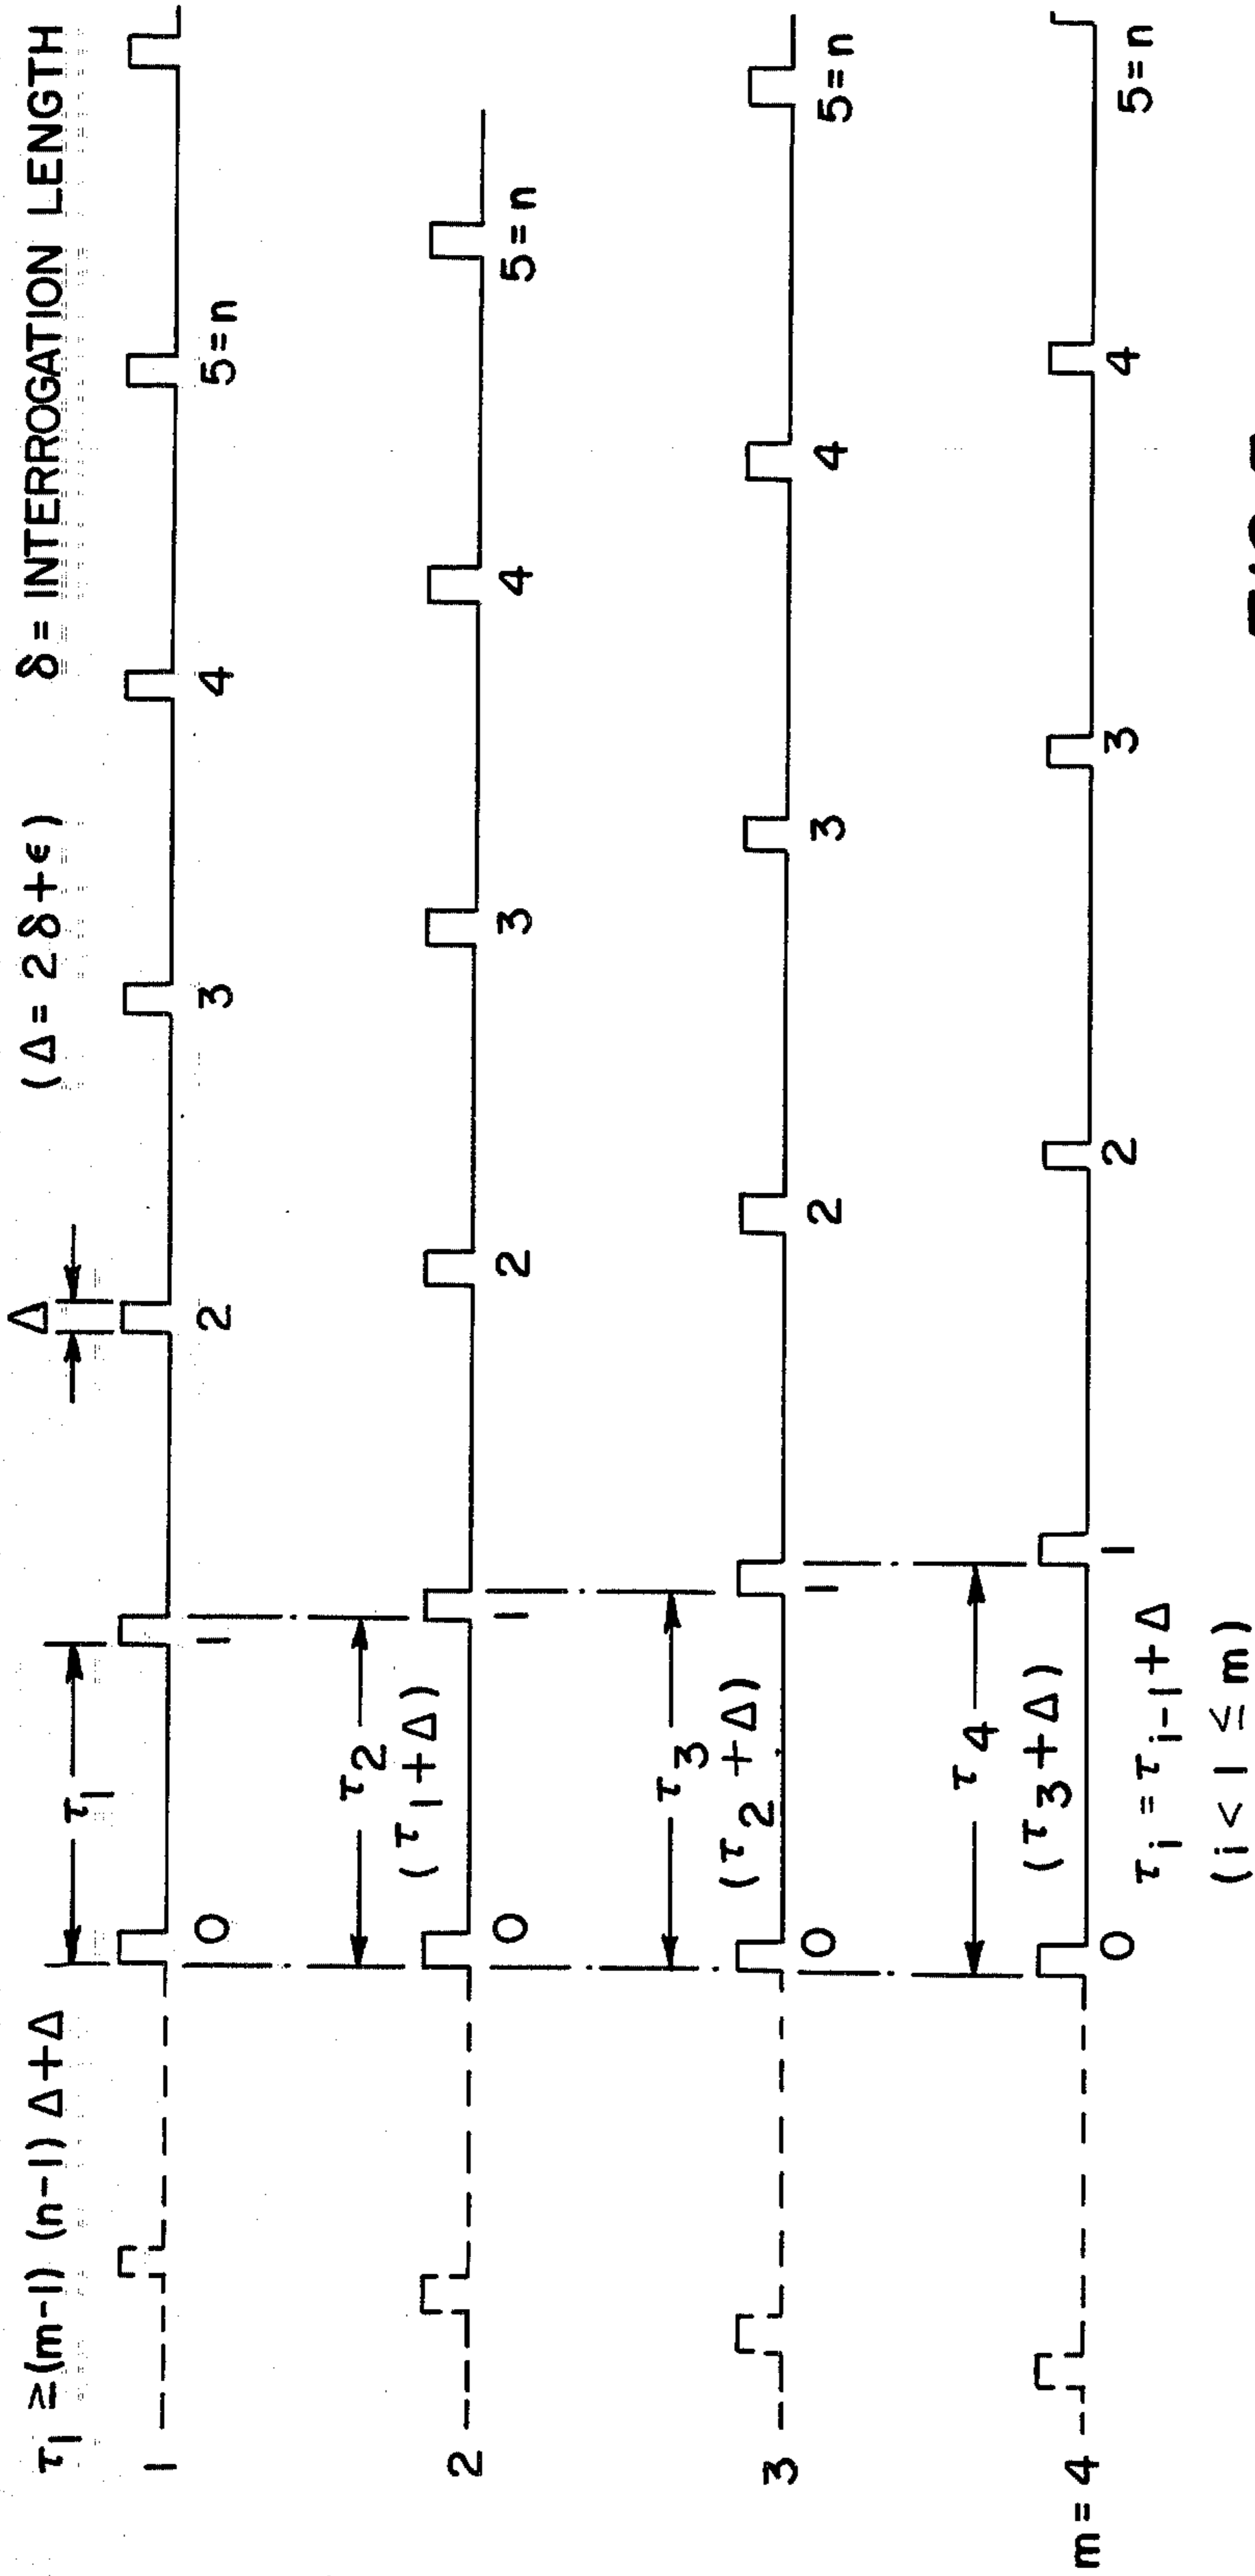 τ1 ≥ (m-1) (n-1) Δ+Δ
τ1
Δ
(Δ = 2δ+ϵ)
δ = INTERROGATION LENGTH
1
0
1
2
3
4
5=n
τ2
(τ1+Δ)
2
0
1
2
3
4
5=n
τ3
(τ2+Δ)
3
0
1
2
3
4
5=n
τ4
(τ3+Δ)
m=4
0
1
2
3
4
5=n
τi = τi-1+Δ
(i < 1 ≤ m)